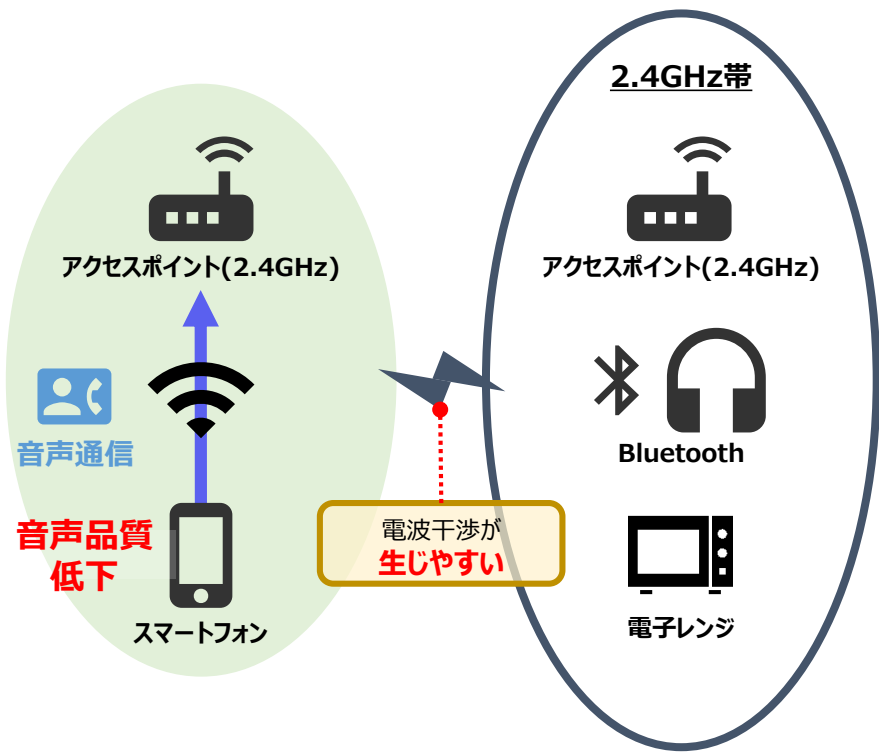 2.4GHz帯
アクセスポイント(2.4GHz)
アクセスポイント(2.4GHz)
音声通信
Bluetooth
音声品質
低下
電波干渉が
生じやすい
スマートフォン
電子レンジ